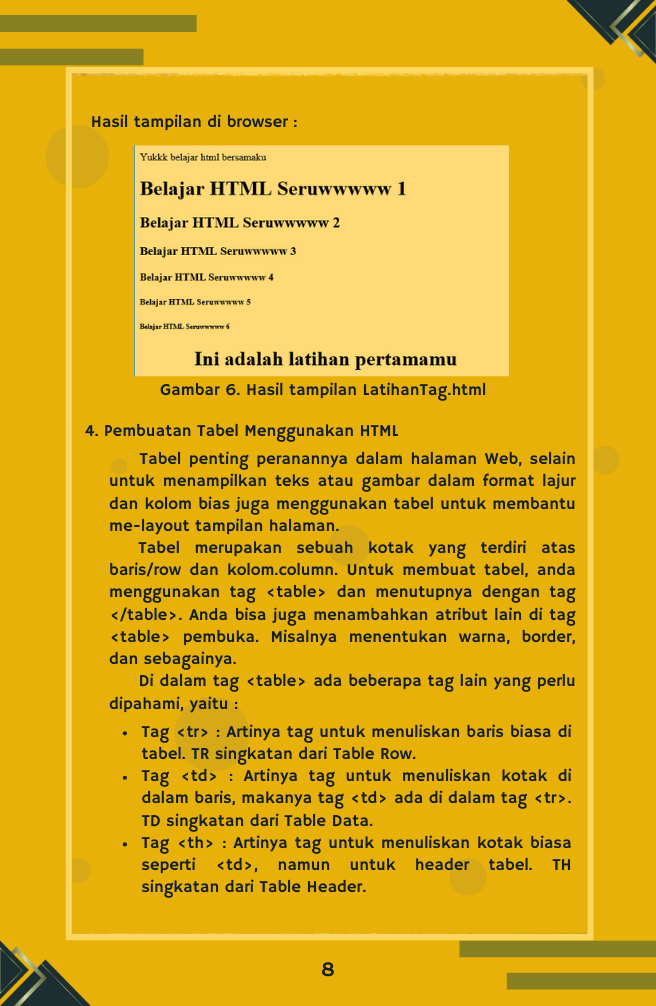 Hasil tampilan di browser :
Yukkk belajar html bersamaku
Belajar HTML Seruwwwww 1
Belajar HTML Seruwwwww 2
Belajar HTML Seruwwwww 3
Belajar HTML Seruwwwww 4
Belajar HTML Seruwwwww 5
Belajar HTML Seruwwwww 6
Ini adalah latihan pertamamu
Gambar 6. Hasil tampilan LatihanTag.html
4. Pembuatan Tabel Menggunakan HTML
Tabel penting peranannya dalam halaman Web, selain
untuk menampilkan teks atau gambar dalam format lajur
dan kolom bias juga menggunakan tabel untuk membantu
me-layout tampilan halaman.
Tabel merupakan sebuah kotak yang terdiri atas
baris/row dan kolom.column. Untuk membuat tabel, anda
menggunakan tag <table> dan menutupnya dengan tag
</table>. Anda bisa juga menambahkan atribut lain di tag
<table> pembuka. Misalnya menentukan warna, border,
dan sebagainya.
Di dalam tag <table> ada beberapa tag lain yang perlu
dipahami, yaitu :
• Tag <tr> : Artinya tag untuk menuliskan baris biasa di
tabel. TR singkatan dari Table Row.
• Tag <td> : Artinya tag untuk menuliskan kotak di
dalam baris, makanya tag <td> ada di dalam tag <tr>.
TD singkatan dari Table Data.
• Tag <th> : Artinya tag untuk menuliskan kotak biasa
seperti <td>, namun untuk header tabel. TH
singkatan dari Table Header.
8